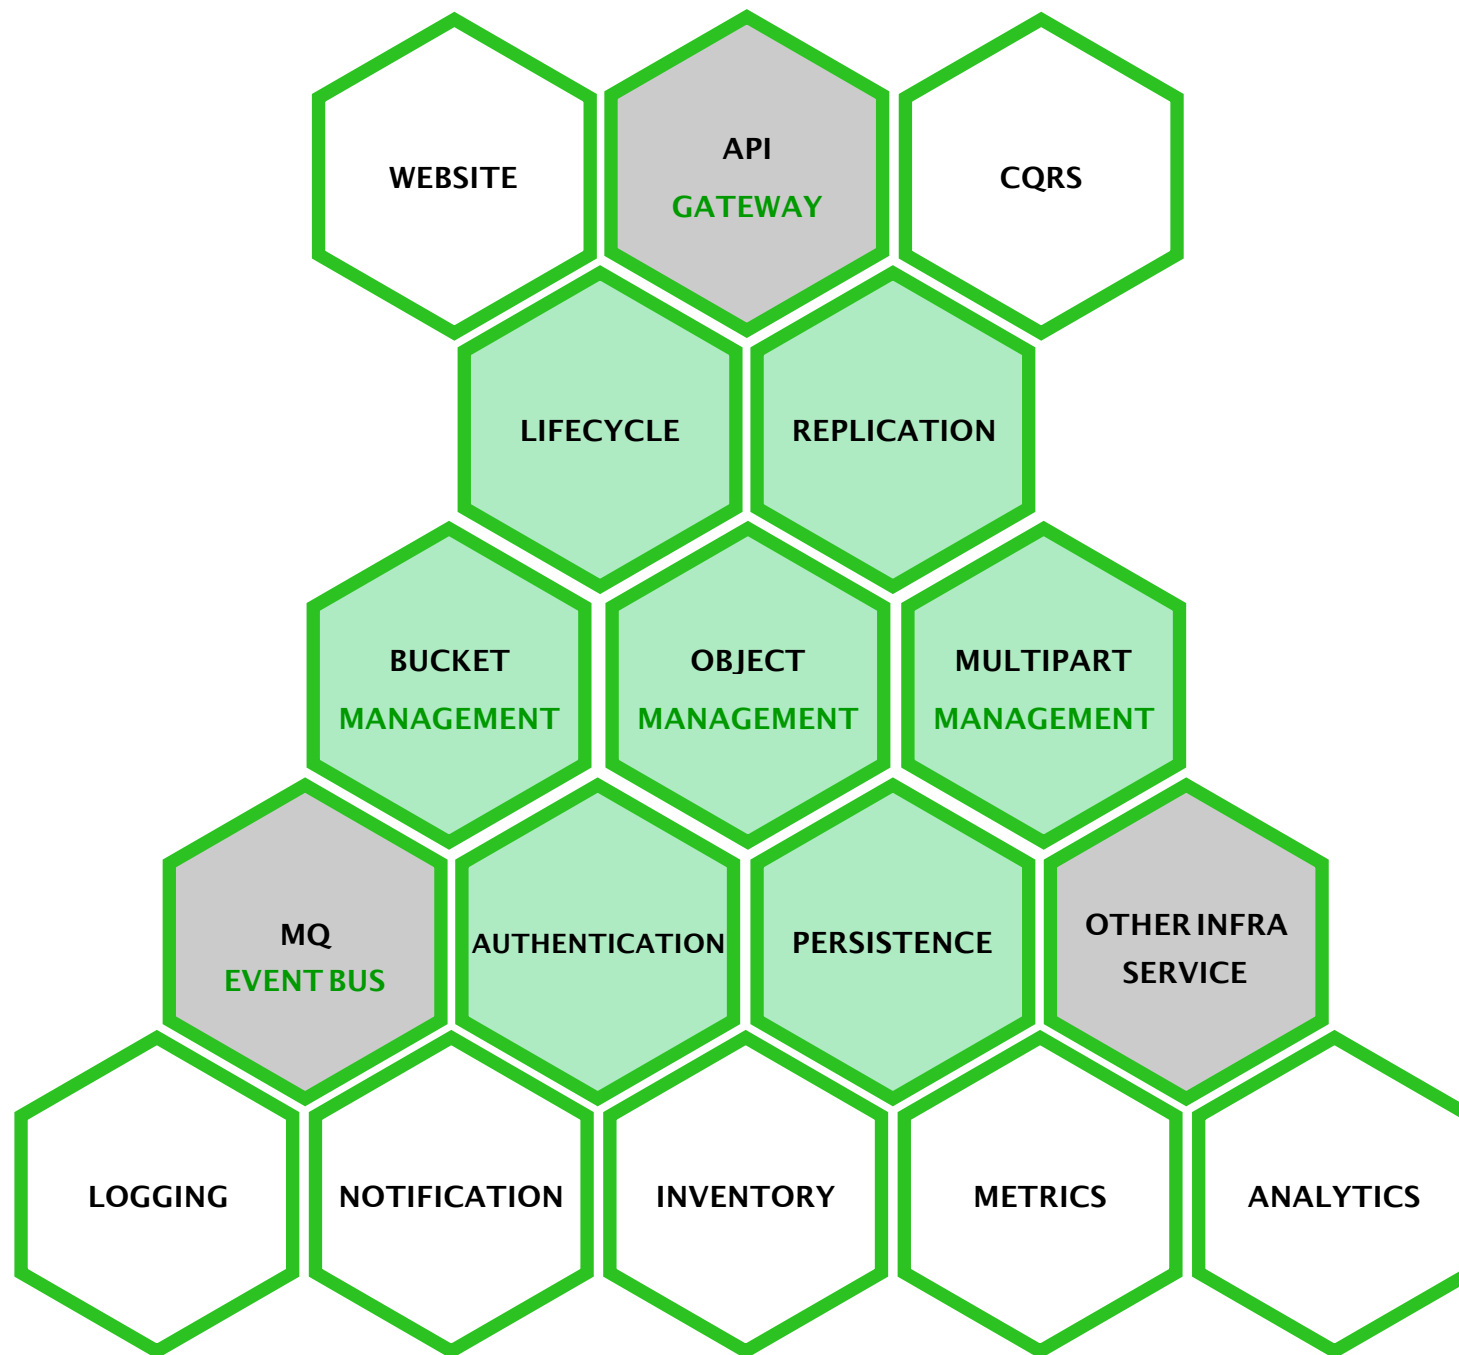 WEBSITE
API
GATEWAY
CQRS
LIFECYCLE
REPLICATION
BUCKET
MANAGEMENT
OBJECT
MANAGEMENT
MULTIPART
MANAGEMENT
MQ
EVENT BUS
AUTHENTICATION
PERSISTENCE
OTHER INFRA
SERVICE
LOGGING
NOTIFICATION
INVENTORY
METRICS
ANALYTICS